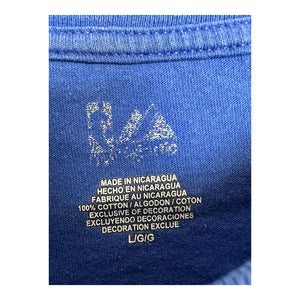 MADE IN NICARAGUA
HECHO EN NICARAGUA
FABRIQUE AU NICARAGUA
100% COTTON / ALGODON / COTON
EXCLUSIVE OF DECORATION
EXCLUYENDO DECORACIONES
DECORATION EXCLUE
L/G/G